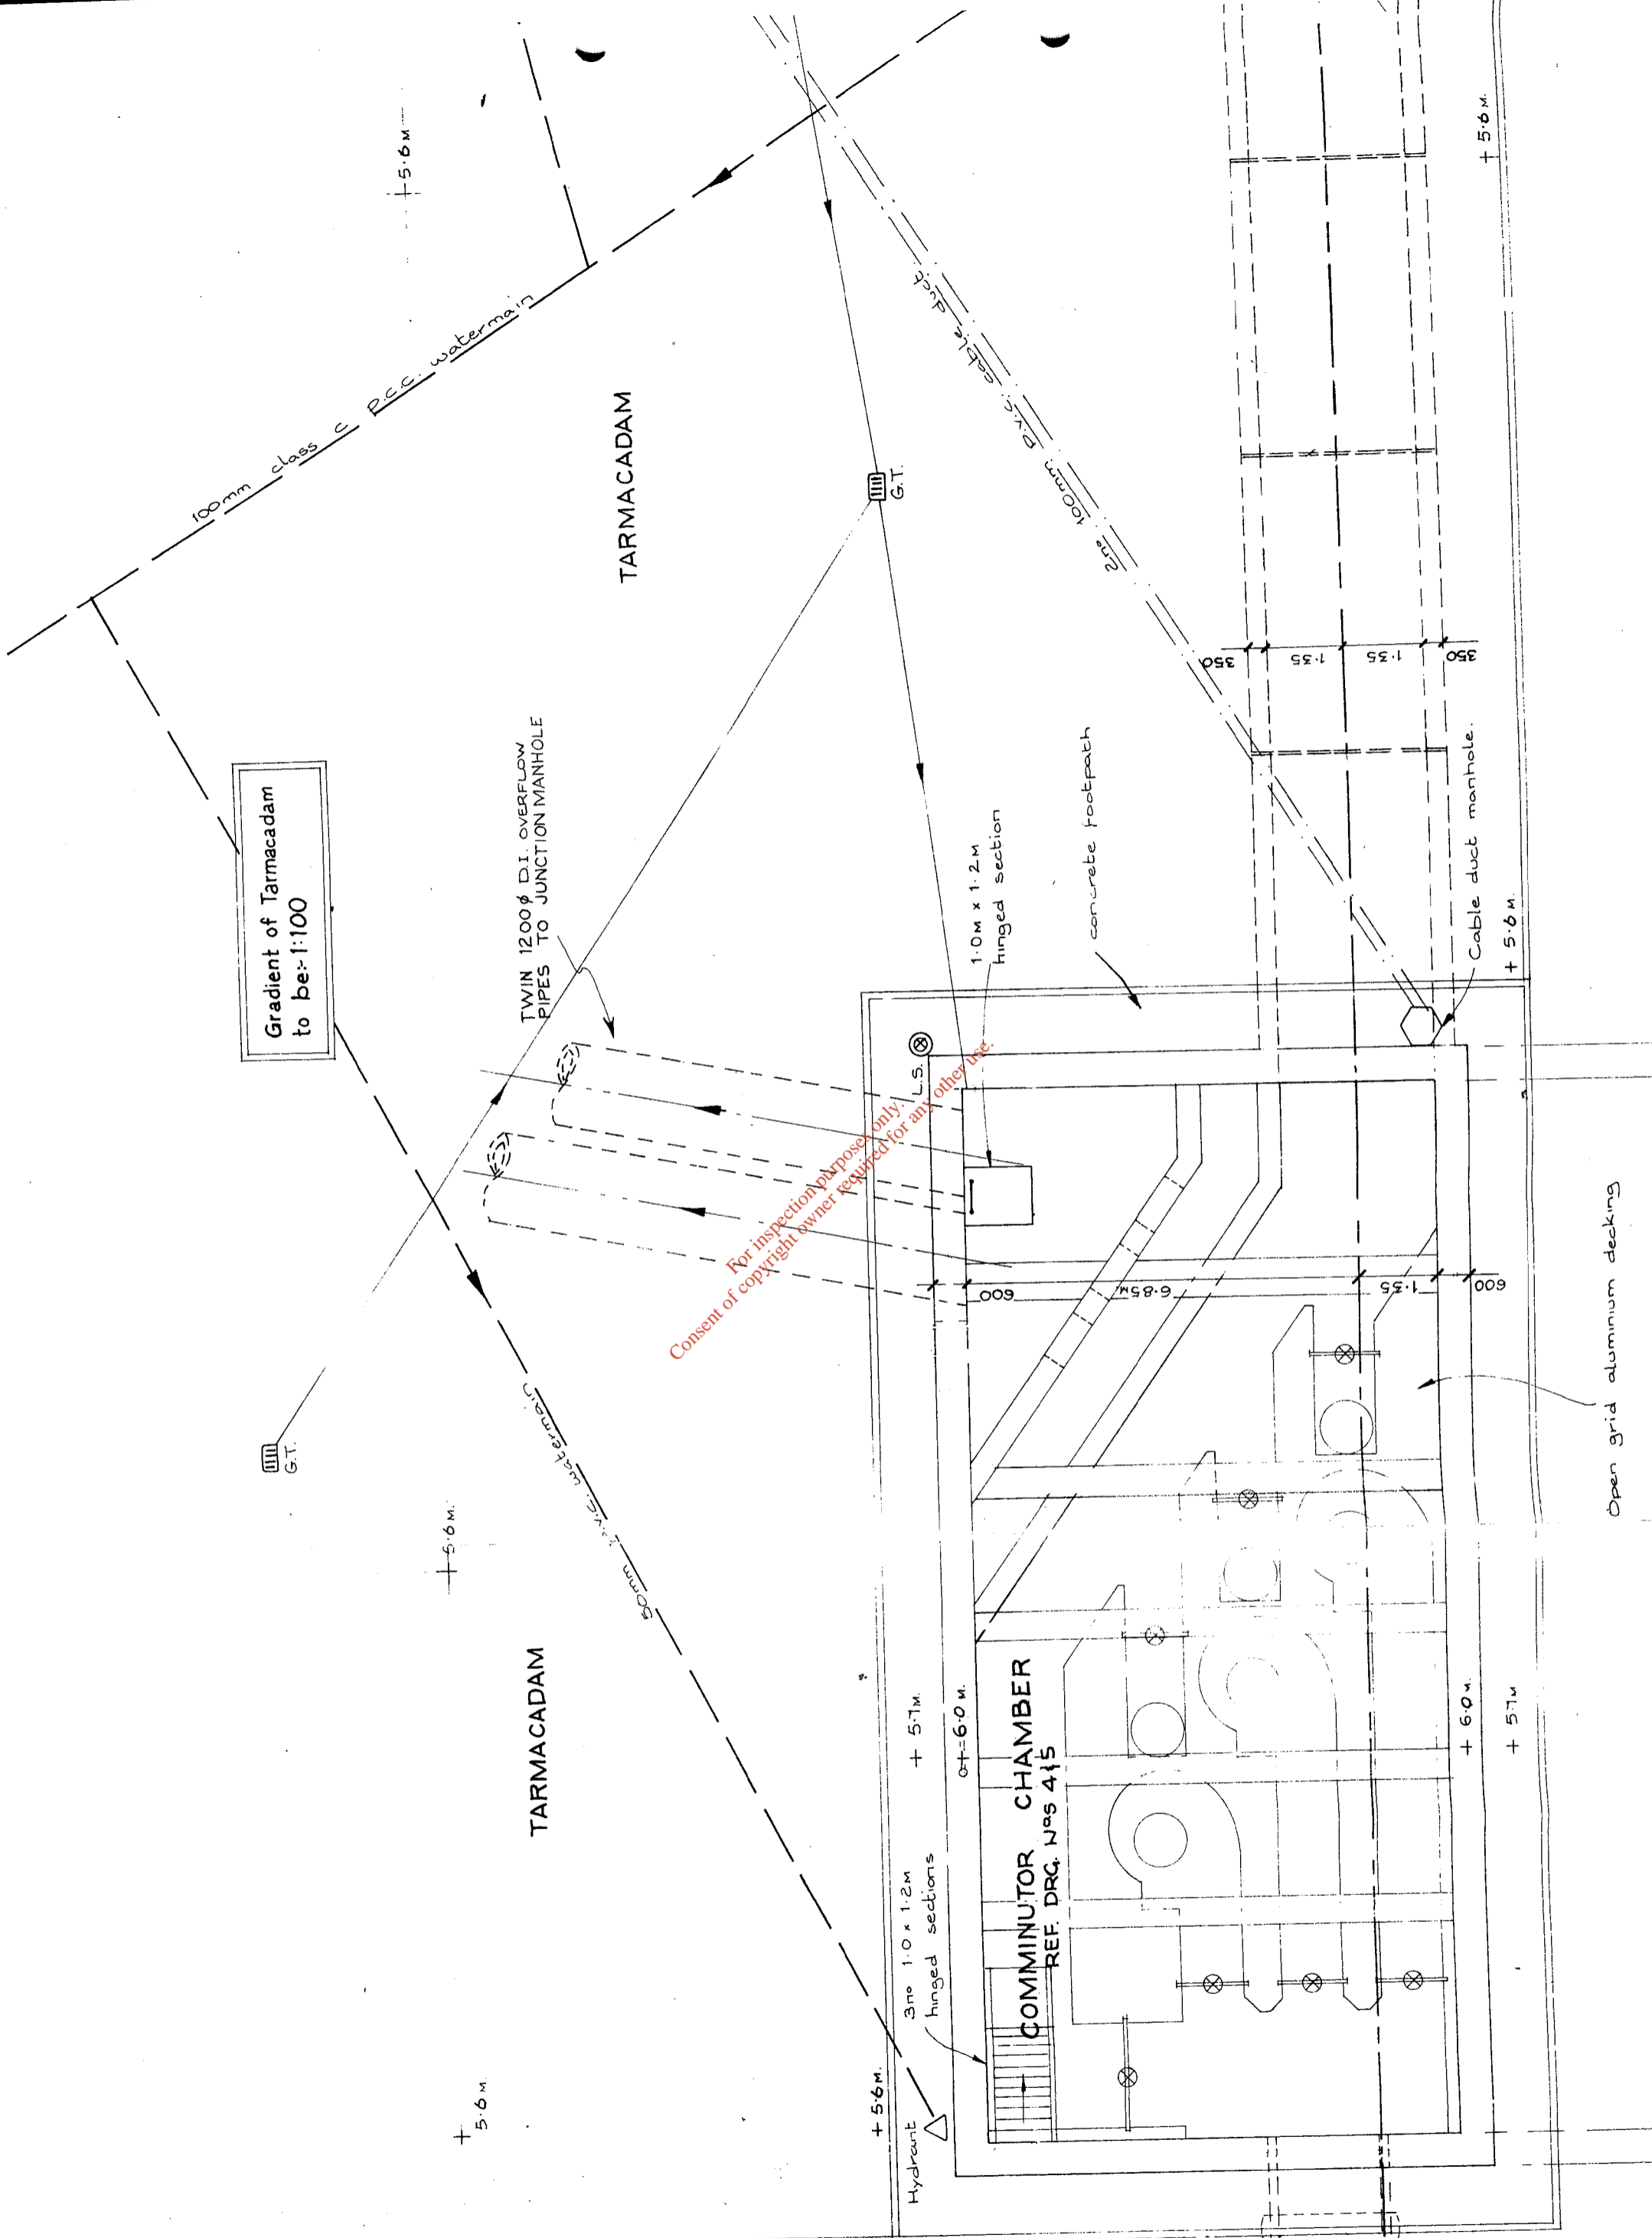 +5.6M
100mm class C P.C.C. watermain
TARMACADAM
Gradient of Tarmacadam
to be:- 1:100
TWIN 1200ϕ D.I. OVERFLOW
PIPES TO JUNCTION MANHOLE
G.T.
2no. 100mm p.v.c. cable duct.
+5.6M.
350
1.35
1.35
350
1.0M x 1.2M
hinged section
concrete footpath
Cable duct manhole.
+ 5.6M.
L.S.
For inspection purposes only.
Consent of copyright owner required for any other use.
600
6.85M
1.35
600
Open grid aluminium decking
G.T.
+5.6M.
50mm watermain
TARMACADAM
+ 5.7M.
+ 6.0M.
COMMINUTOR CHAMBER
REF. DRG. Nos 4&5
+ 6.0M.
+ 5.7M
3no 1.0 x 1.2M
hinged sections
+ 5.6M.
Hydrant
+
5.6M.